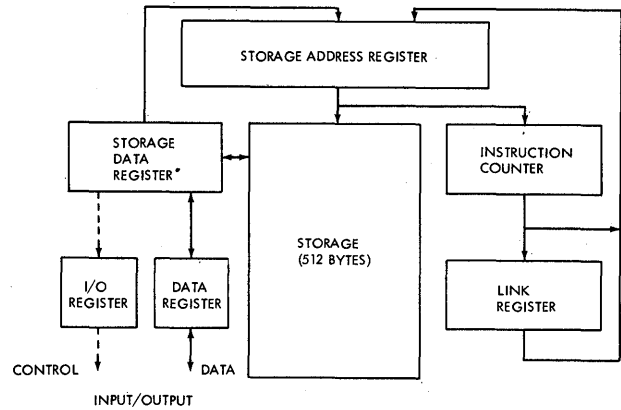 STORAGE ADDRESS REGISTER
STORAGE
DATA
REGISTER*
INSTRUCTION
COUNTER
STORAGE
(512 BYTES)
I/O
REGISTER
DATA
REGISTER
LINK
REGISTER
CONTROL
DATA
INPUT/OUTPUT